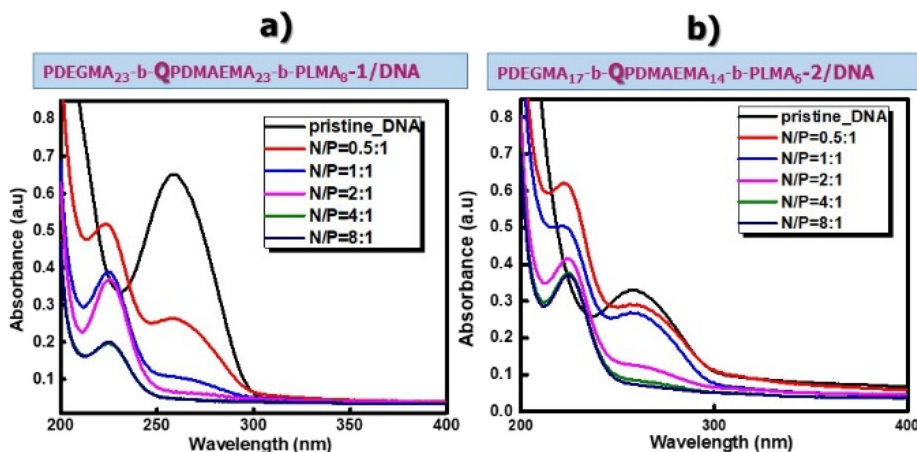 a)
PDEGMA₂₃-b-QPDMAEMA₂₃-b-PLMA₈-1/DNA
0.7
0.6
0.5
0.4
0.3
0.2
0.1
Absorbance (a.u)
pristine_DNA
N/P=0.5:1
N/P=1:1
N/P=2:1
N/P=4:1
N/P=8:1
200 250 300 350 400
Wavelength (nm)
b)
PDEGMA₁₇-b-QPDMAEMA₁₄-b-PLMA₆-2/DNA
0.8
0.7
0.6
0.5
0.4
0.3
0.2
0.1
Absorbance (a.u)
pristine_DNA
N/P=0.5:1
N/P=1:1
N/P=2:1
N/P=4:1
N/P=8:1
200 300 400
Wavelength (nm)